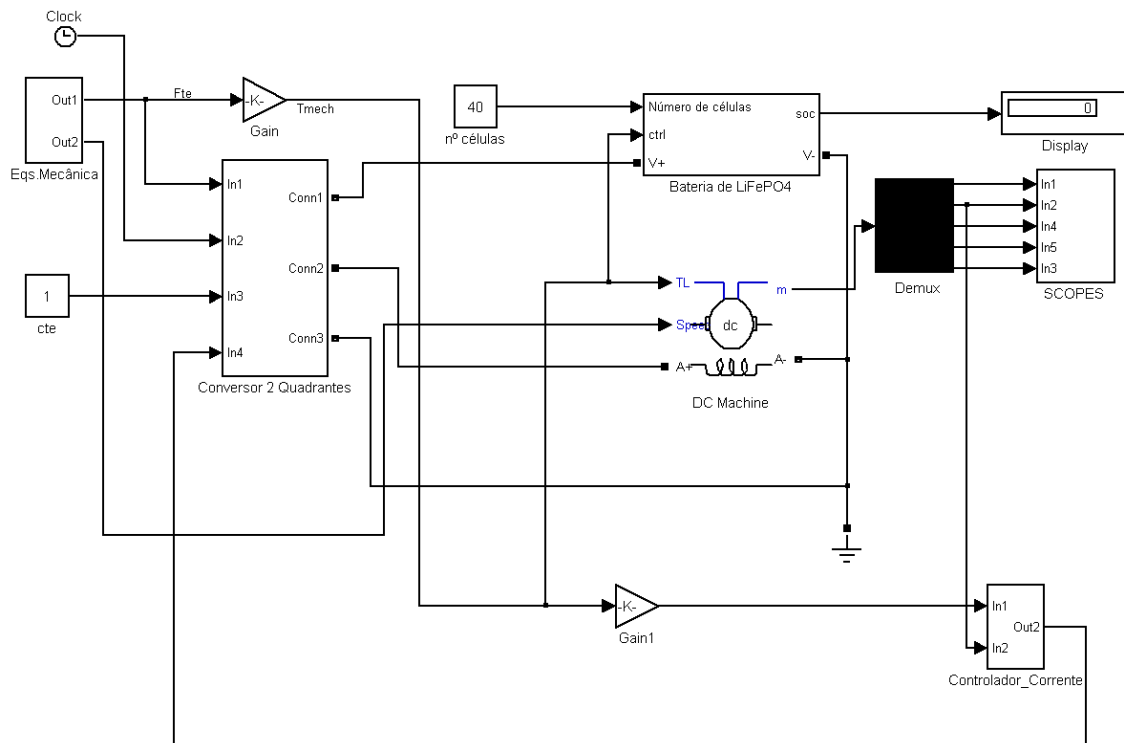 Clock
Out1
Out2
Eqs.Mecânica
Fte
-K-
Gain
Tmech
40
nº células
Número de células
ctrl
V+
soc
V-
Bateria de LiFePO4
0
Display
In1
In2
In3
In4
Conn1
Conn2
Conn3
Conversor 2 Quadrantes
1
cte
TL
Spee
A+
m
dc
A-
DC Machine
Demux
In1
In2
In4
In5
In3
SCOPES
-K-
Gain1
In1
In2
Out2
Controlador_Corrente